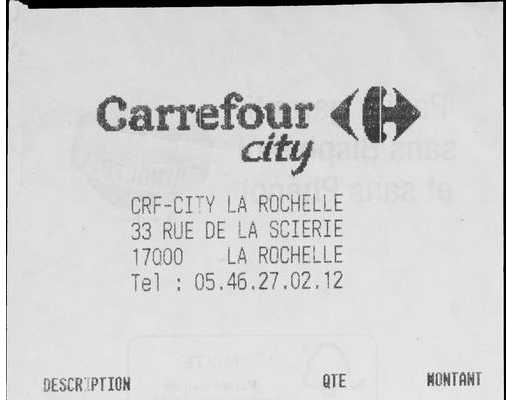 Carrefour
city
CRF-CITY LA ROCHELLE
33 RUE DE LA SCIERIE
17000 LA ROCHELLE
Tel : 05.46.27.02.12
DESCRIPTION QTE MONTANT